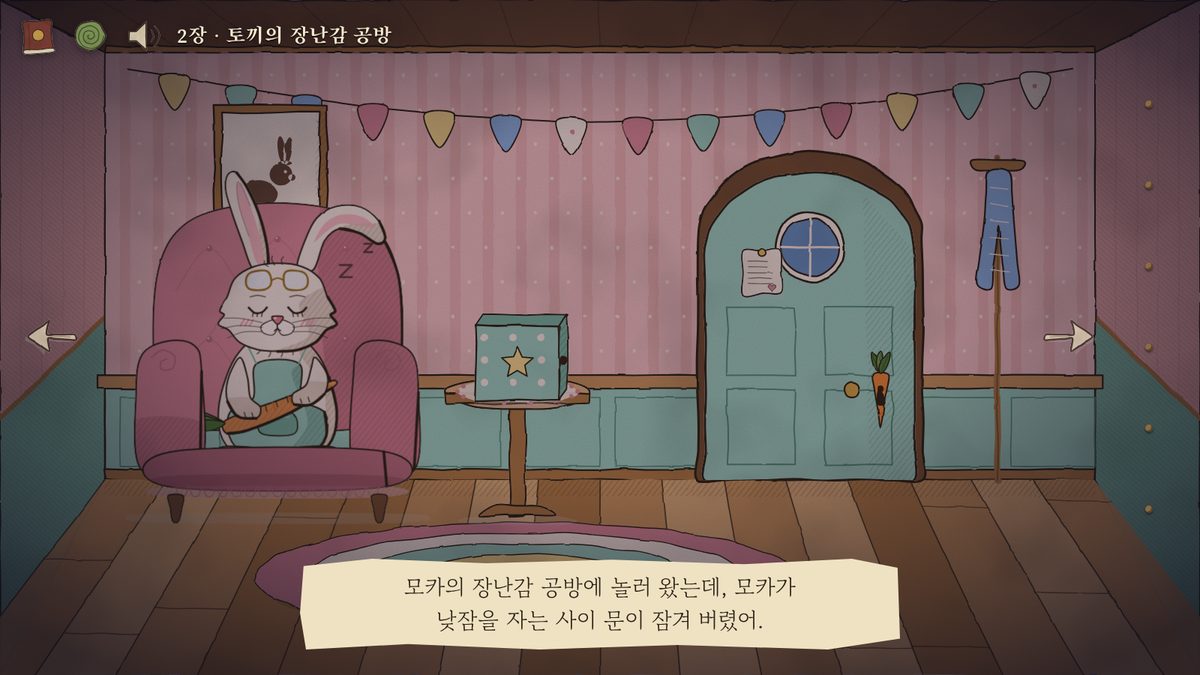 2장 · 토끼의 장난감 공방
z
z
모카의 장난감 공방에 놀러 왔는데, 모카가
낮잠을 자는 사이 문이 잠겨 버렸어.